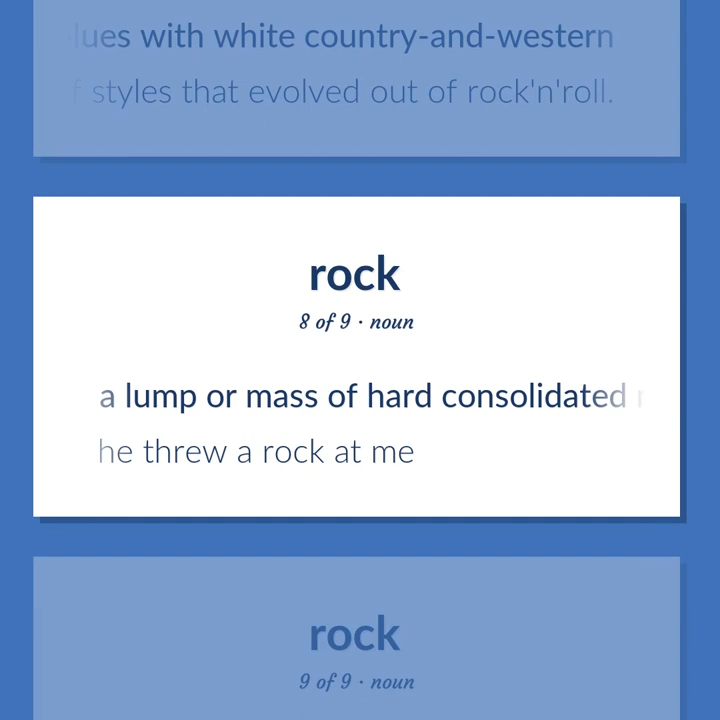 with white country-and-western
styles that evolved out of rock'n'roll.
rock
8 of 9 · noun
a lump or mass of hard consolidated
he threw a rock at me
rock
9 of 9 · noun